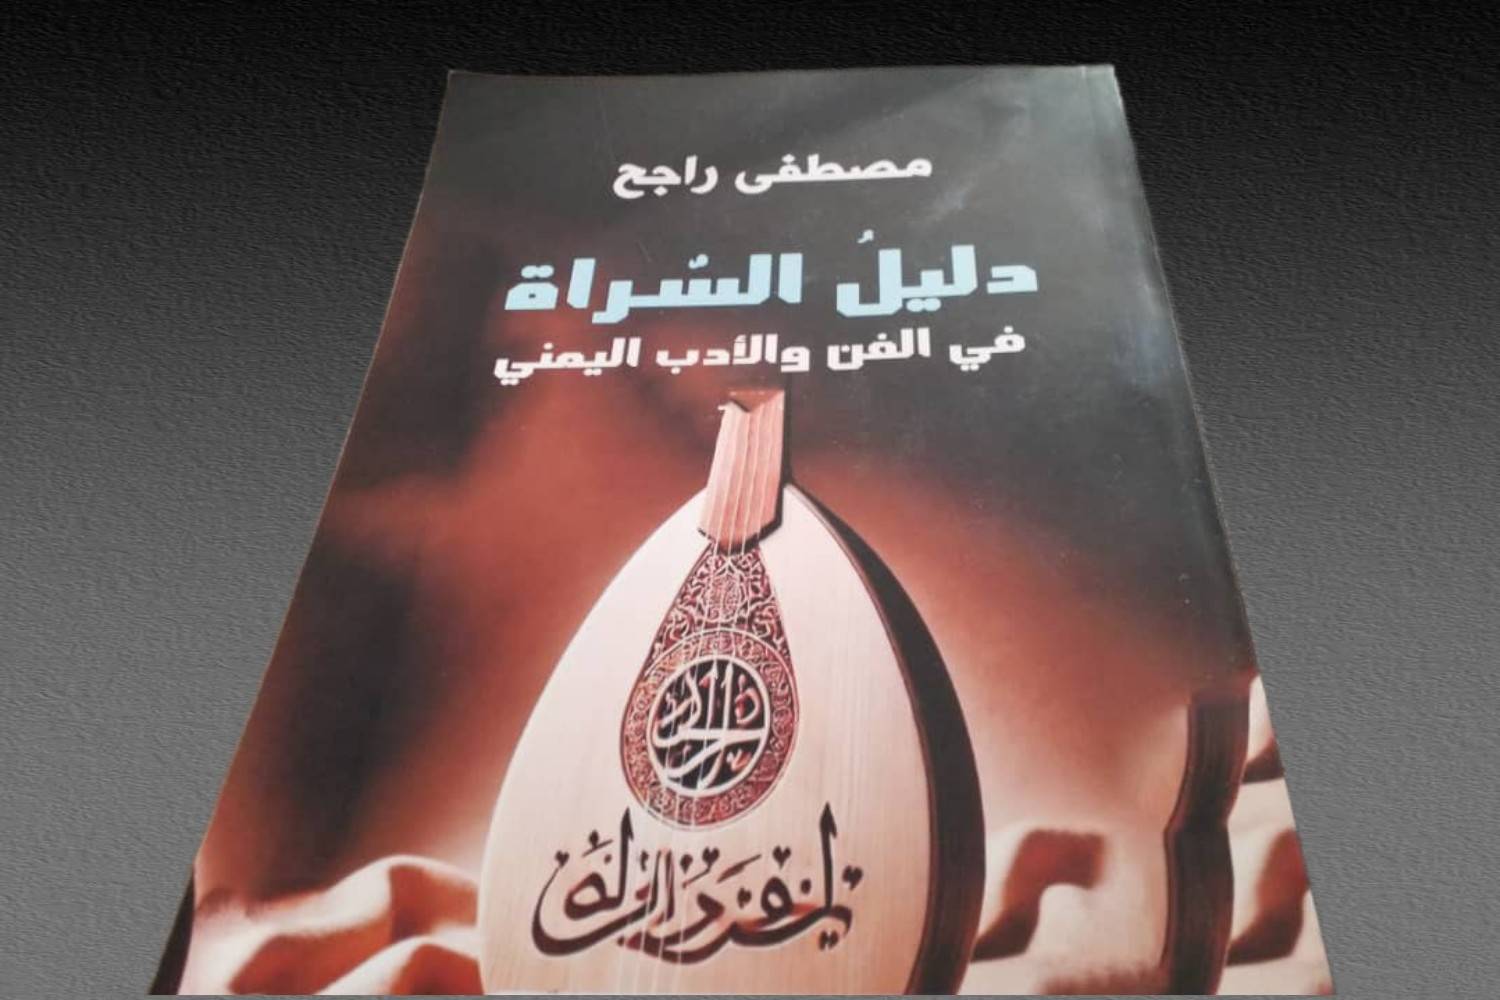 مصطفى راجح
دليلُ السُراة
في الفن والأدب اليمني